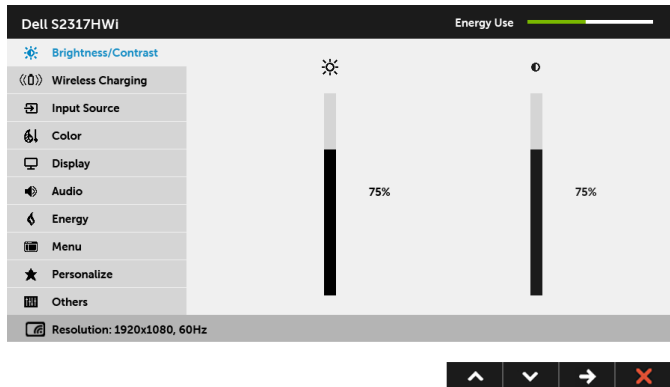 Dell S2317HWi
Energy Use
Brightness/Contrast
Wireless Charging
Input Source
Color
Display
Audio
Energy
Menu
Personalize
Others
75%
75%
Resolution: 1920x1080, 60Hz